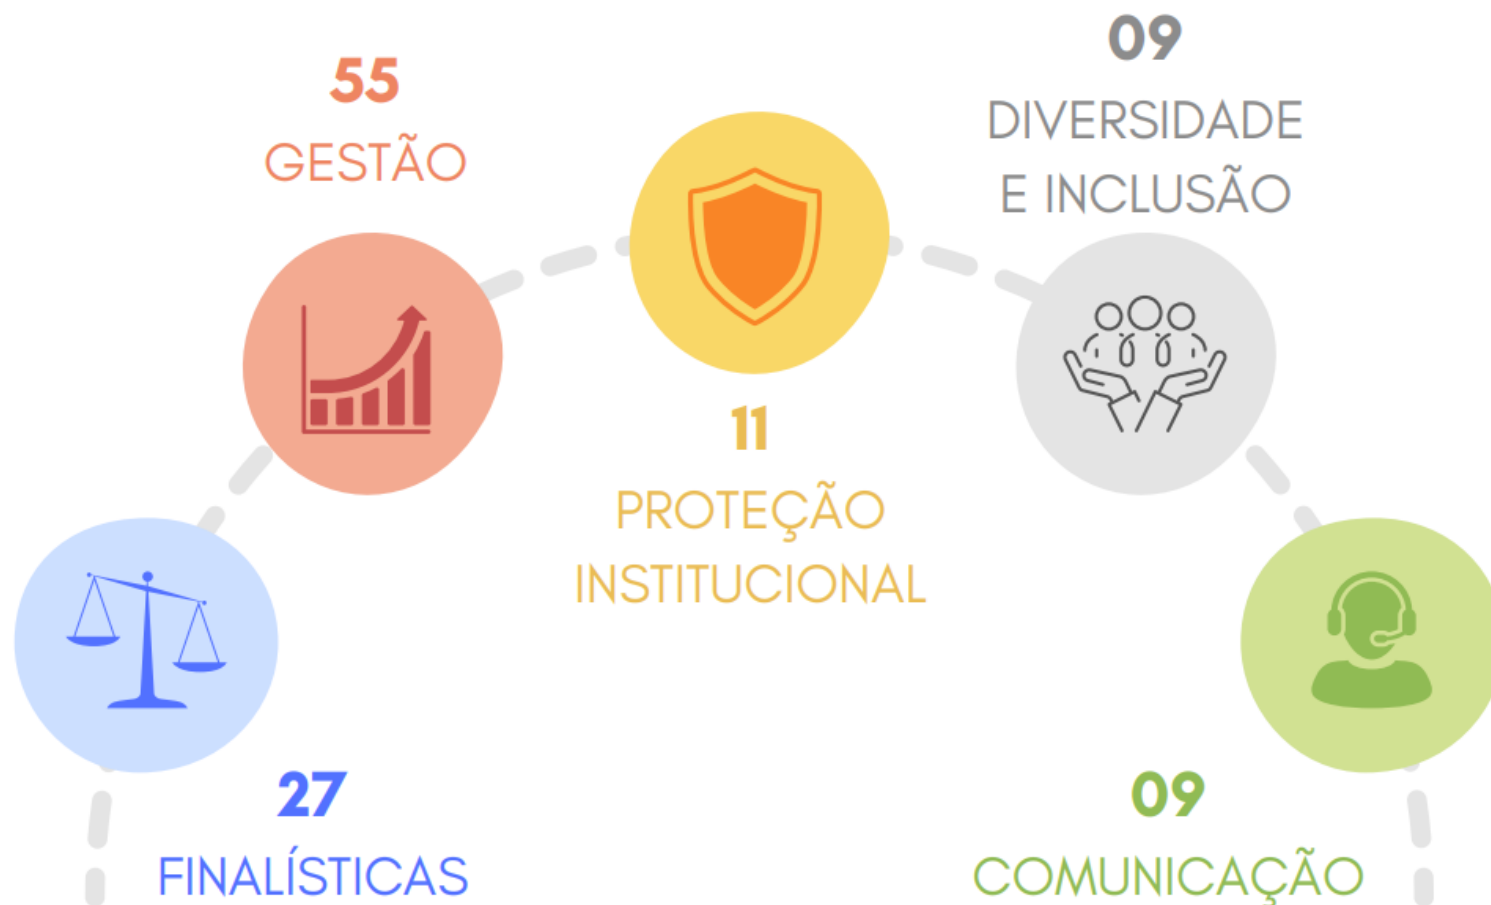 55
GESTÃO
09
DIVERSIDADE
E INCLUSÃO
11
PROTEÇÃO
INSTITUCIONAL
27
FINALÍSTICAS
09
COMUNICAÇÃO